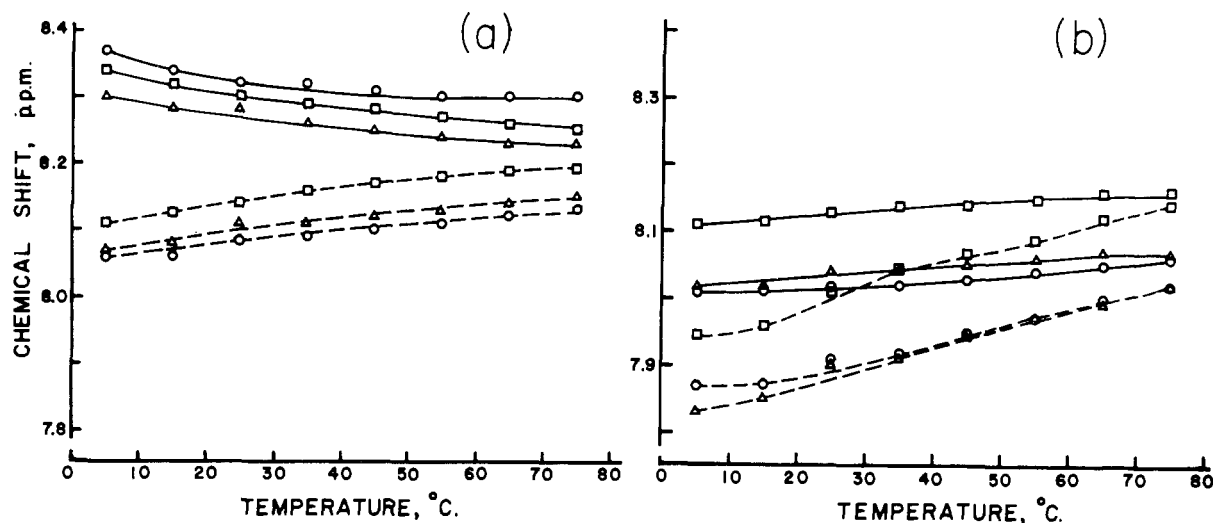 (a)
8.4
8.2
8.0
7.8
CHEMICAL SHIFT, p.p.m.
0 10 20 30 40 50 60 70 80
TEMPERATURE, °C.
(b)
8.3
8.1
7.9
0 10 20 30 40 50 60 70 80
TEMPERATURE, °C.